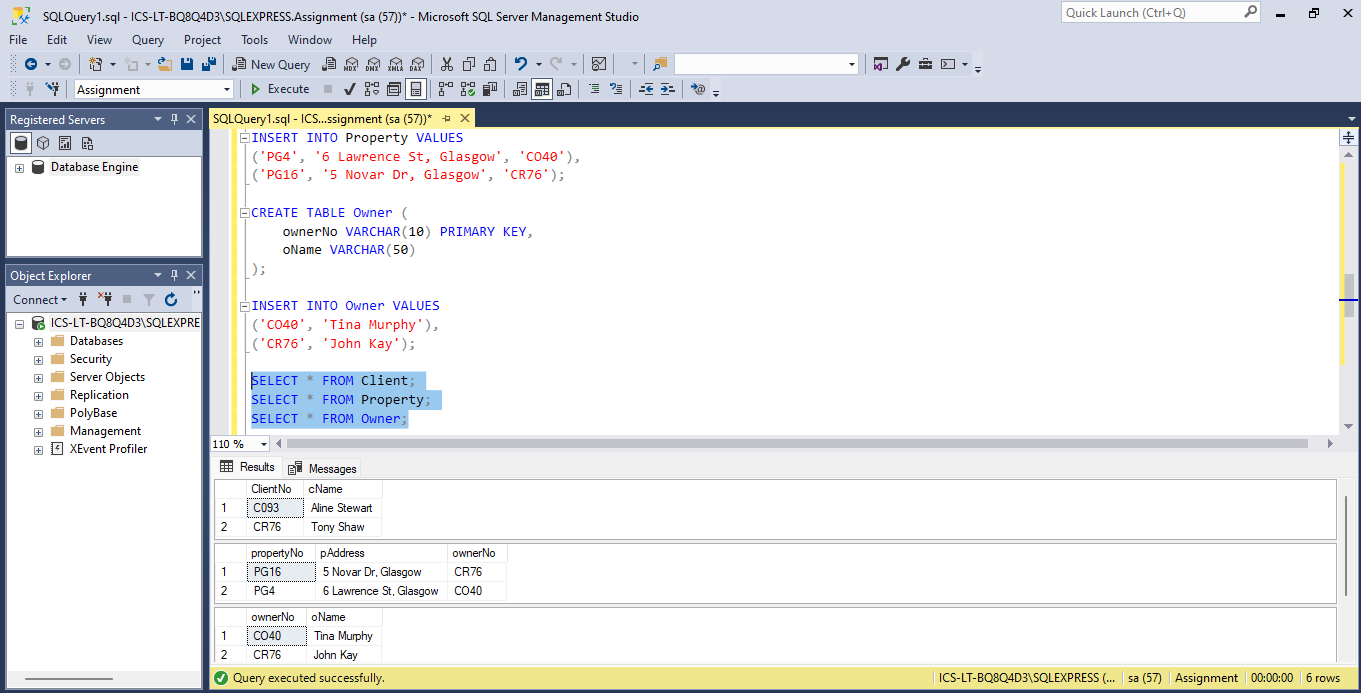 SQLQuery1.sql - ICS-LT-BQ8Q4D3\SQLEXPRESS.Assignment (sa (57))* - Microsoft SQL Server Management Studio
Quick Launch (Ctrl+Q)
File Edit View Query Project Tools Window Help
New Query MDX DMX XMLA DAX
Assignment Execute
Registered Servers
SQLQuery1.sql - ICS...ssignment (sa (57))*
Database Engine
Object Explorer
Connect
ICS-LT-BQ8Q4D3\SQLEXPRE
Databases
Security
Server Objects
Replication
PolyBase
Management
XEvent Profiler
INSERT INTO Property VALUES
('PG4', '6 Lawrence St, Glasgow', 'CO40'),
('PG16', '5 Novar Dr, Glasgow', 'CR76');
CREATE TABLE Owner (
ownerNo VARCHAR(10) PRIMARY KEY,
oName VARCHAR(50)
);
INSERT INTO Owner VALUES
('CO40', 'Tina Murphy'),
('CR76', 'John Kay');
SELECT * FROM Client;
SELECT * FROM Property;
SELECT * FROM Owner;
110 %
Results Messages
ClientNo cName
1 C093 Aline Stewart
2 CR76 Tony Shaw
propertyNo pAddress ownerNo
1 PG16 5 Novar Dr, Glasgow CR76
2 PG4 6 Lawrence St, Glasgow CO40
ownerNo oName
1 CO40 Tina Murphy
2 CR76 John Kay
Query executed successfully. ICS-LT-BQ8Q4D3\SQLEXPRESS (... sa (57) Assignment 00:00:00 6 rows